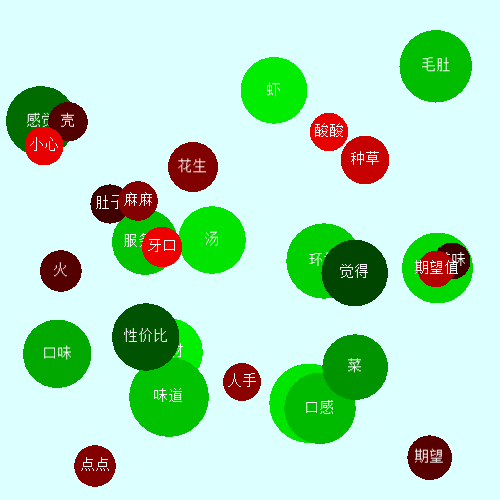 毛肚
虾
感觉
壳
酸酸
小心
种草
花生
麻麻
汤
牙口
觉得
期望值
火
性价比
口味
菜
人手
味道
口感
期望
点点